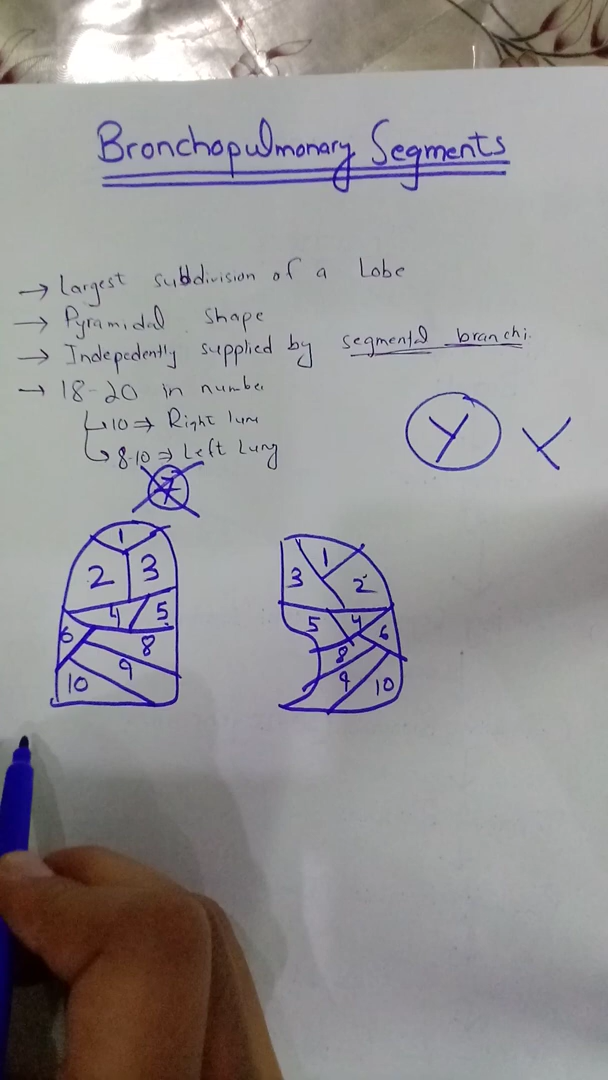 Bronchopulmonary Segments
→ Largest subdivision of a Lobe
→ Pyramidal Shape
→ Indepedently supplied by segmental branchi.
→ 18-20 in number
10 ⇒ Right lung
8-10 ⇒ Left Lung
7
1
2 3
4 5
6 8
9
10
1
3 2
5 4 6
8
9 10